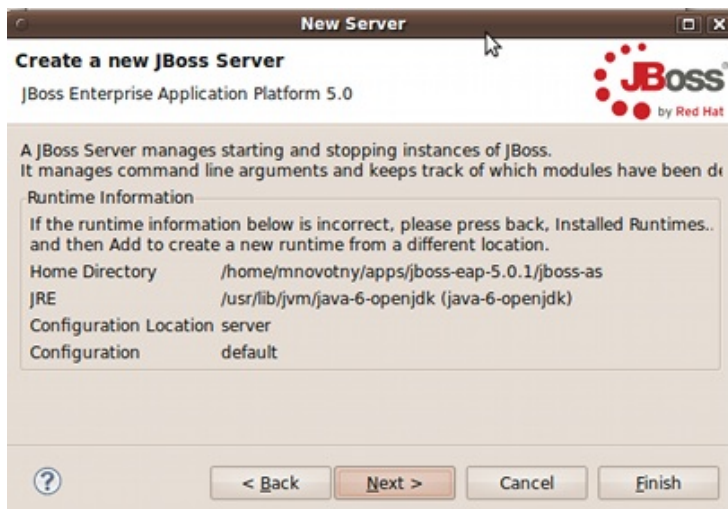 New Server
Create a new JBoss Server
JBoss Enterprise Application Platform 5.0
JBoss
by Red Hat
A JBoss Server manages starting and stopping instances of JBoss.
It manages command line arguments and keeps track of which modules have been
Runtime Information
If the runtime information below is incorrect, please press back, Installed Runtimes..
and then Add to create a new runtime from a different location.
Home Directory /home/mnovotny/apps/jboss-eap-5.0.1/jboss-as
JRE /usr/lib/jvm/java-6-openjdk (java-6-openjdk)
Configuration Location server
Configuration default
< Back Next > Cancel Finish